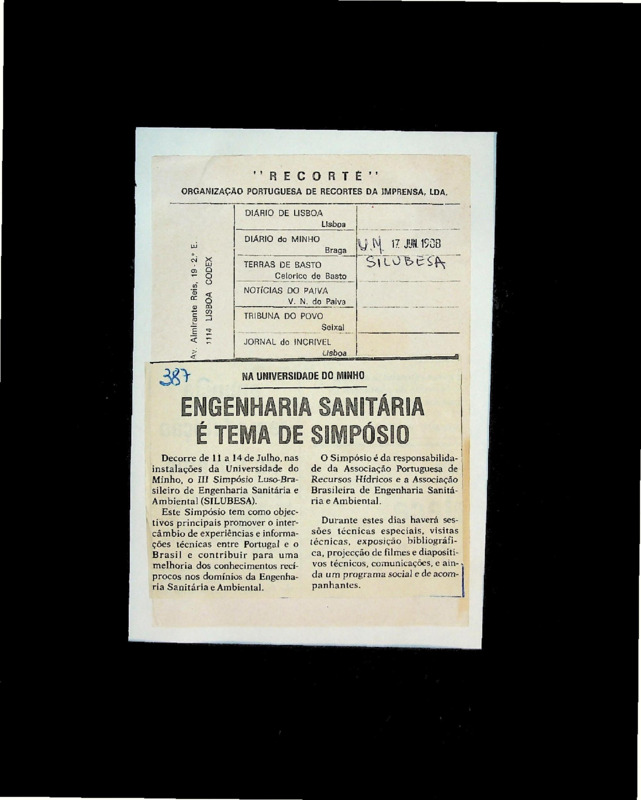 "RECORTE"
ORGANIZAÇÃO PORTUGUESA DE RECORTES DA IMPRENSA, LDA.
Av. Almirante Reis, 19-2.º E.
1114 LISBOA CODEX
DIÁRIO DE LISBOA
Lisboa
DIÁRIO do MINHO
Braga
U.M. 17 JUN. 1988
TERRAS DE BASTO
Celorico de Basto
SILUBESA
NOTÍCIAS DO PAIVA
V. N. de Paiva
TRIBUNA DO POVO
Seixal
JORNAL do INCRÍVEL
Lisboa
387
NA UNIVERSIDADE DO MINHO
ENGENHARIA SANITÁRIA
É TEMA DE SIMPÓSIO
Decorre de 11 a 14 de Julho, nas
instalações da Universidade do
Minho, o III Simpósio Luso-Bra-
sileiro de Engenharia Sanitária e
Ambiental (SILUBESA).
Este Simpósio tem como objec-
tivos principais promover o inter-
câmbio de experiências e informa-
ções técnicas entre Portugal e o
Brasil e contribuir para uma
melhoria dos conhecimentos recí-
procos nos domínios da Engenha-
ria Sanitária e Ambiental.
O Simpósio é da responsabilida-
de da Associação Portuguesa de
Recursos Hídricos e a Associação
Brasileira de Engenharia Sanitá-
ria e Ambiental.
Durante estes dias haverá ses-
sões técnicas especiais, visitas
técnicas, exposição bibliográfi-
ca, projecção de filmes e diapositi-
vos técnicos, comunicações, e ain-
da um programa social e de acom-
panhantes.